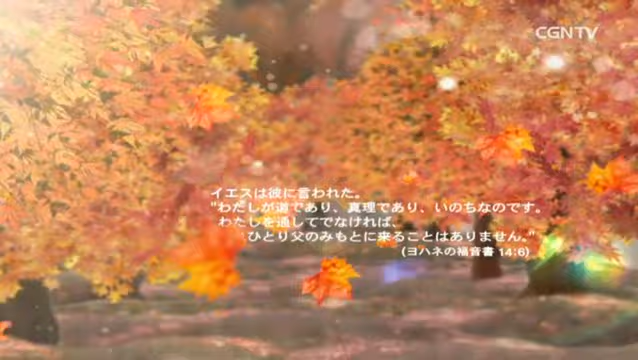 CGNTV
イエスは彼に言われた。
"わたしが道であり、真理であり、いのちなのです。
わたしを通してでなければ、
ひとり父のみもとに来ることはありません。"
(ヨハネの福音書 14:6)